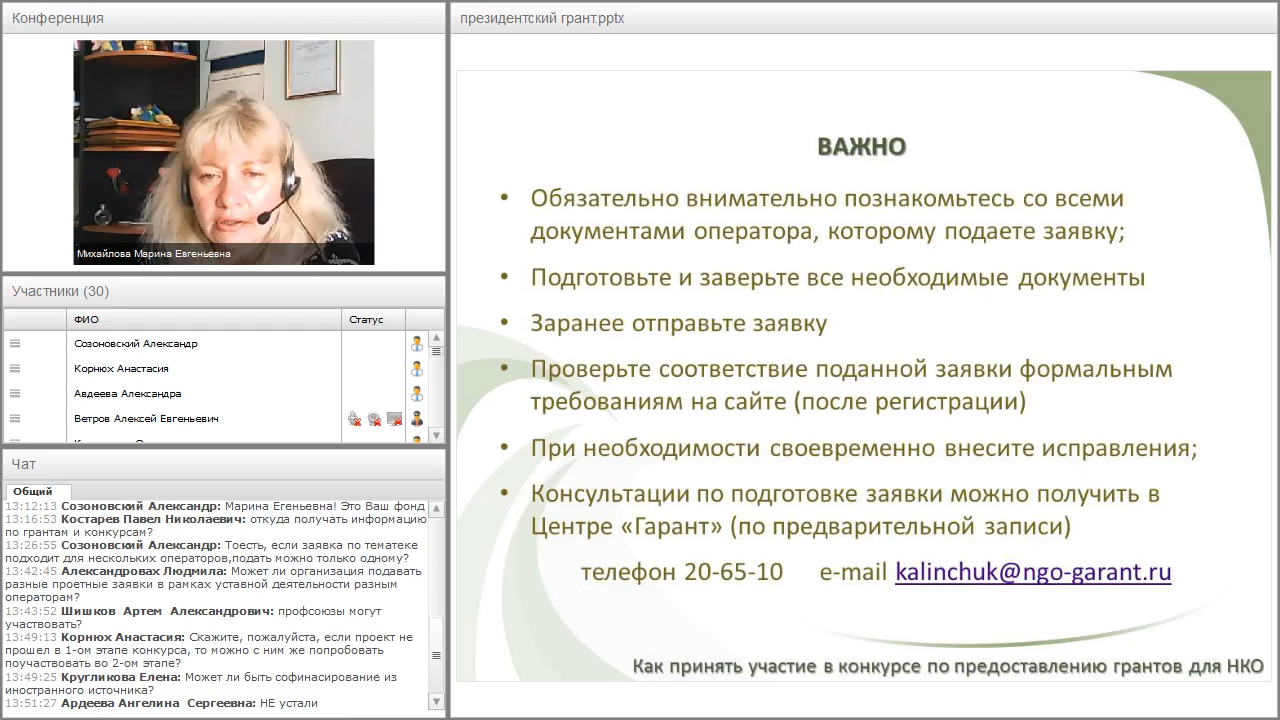 Конференция
Михайлова Марина Евгеньевна
Участники (30)
ФИО
Статус
Созоновский Александр
Корнюх Анастасия
Авдеева Александра
Ветров Алексей Евгеньевич
Чат
Общий
13:12:13 Созоновский Александр: Марина Егеньевна! Это Ваш фонд
13:16:53 Костарев Павел Николаевич: откуда получать информацию
по грантам и конкурсам?
13:26:55 Созоновский Александр: Тоесть, если заявка по тематеке
подходит для нескольких операторов,подать можно только одному?
13:42:45 Александровах Людмила: Может ли организация подавать
разные проетные заявки в рамках уставной деятельности разным
операторам?
13:43:52 Шишков Артем Александрович: профсоюзы могут
участвовать?
13:49:13 Корнюх Анастасия: Скажите, пожалуйста, если проект не
прошел в 1-ом этапе конкурса, то можно с ним же попробовать
поучаствовать во 2-ом этапе?
13:49:25 Кругликова Елена: Может ли быть софинасирование из
иностранного источника?
13:51:27 Ардеева Ангелина Сергеевна: НЕ устали
президентский грант.pptx
ВАЖНО
• Обязательно внимательно познакомьтесь со всеми
документами оператора, которому подаете заявку;
• Подготовьте и заверьте все необходимые документы
• Заранее отправьте заявку
• Проверьте соответствие поданной заявки формальным
требованиям на сайте (после регистрации)
• При необходимости своевременно внесите исправления;
• Консультации по подготовке заявки можно получить в
Центре «Гарант» (по предварительной записи)
телефон 20-65-10 e-mail kalinchuk@ngo-garant.ru
Как принять участие в конкурсе по предоставлению грантов для НКО